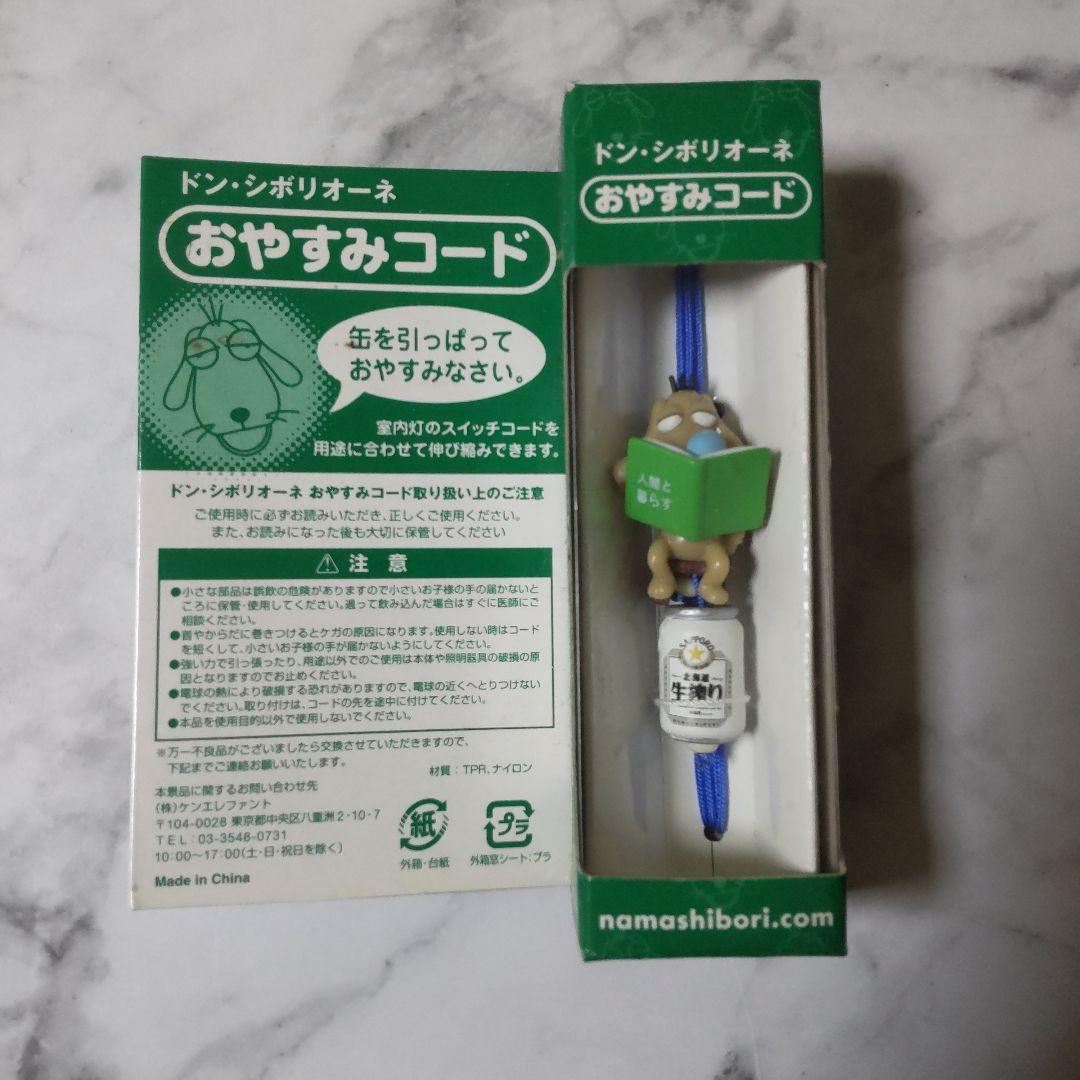 ドン・シボリオーネ
おやすみコード
缶を引っぱって
おやすみなさい。
室内灯のスイッチコードを
用途に合わせて伸び縮みできます。
ドン・シボリオーネ おやすみコード取り扱い上のご注意
ご使用時に必ずお読みいただき、正しくご使用ください。
また、お読みになった後も大切に保管してください
⚠ 注 意
●小さな部品は誤飲の危険がありますので小さいお子様の手の届かないと
ころに保管・使用してください。過って飲み込んだ場合はすぐに医師にご
相談ください。
●首やからだに巻きつけるとケガの原因になります。使用しない時はコード
を短くして、小さいお子様の手が届かないようにしてください。
●強い力で引っ張ったり、用途以外でのご使用は本体や照明器具の破損の原
因となりますのでお止めください。
●電球の熱により破損する恐れがありますので、電球の近くへとりつけない
でください。取り付けは、コードの先を途中に付けてください。
●本品を使用目的以外で使用しないでください。
※万一不良品がございましたら交換させていただきますので、
下記までご連絡お願いいたします。
材質：TPR、ナイロン
本景品に関するお問い合わせ先
(株)ケンエレファント
〒104-0028 東京都中央区八重洲2-10-7
TEL：03-3548-0731
10:00〜17:00(土・日・祝日を除く)
Made in China
紙
外箱・台紙
プラ
外箱窓シート：プラ
ドン・シボリオーネ
おやすみコード
人間と
暮らす
SAPPORO
北海道
生搾り
namashibori.com